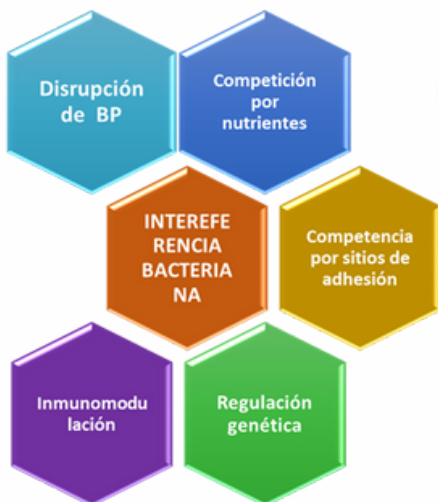 Disrupción
de BP
Competición
por
nutrientes
INTEREFE
RENCIA
BACTERIA
NA
Competencia
por sitios de
adhesión
Inmunomodu
lación
Regulación
genética